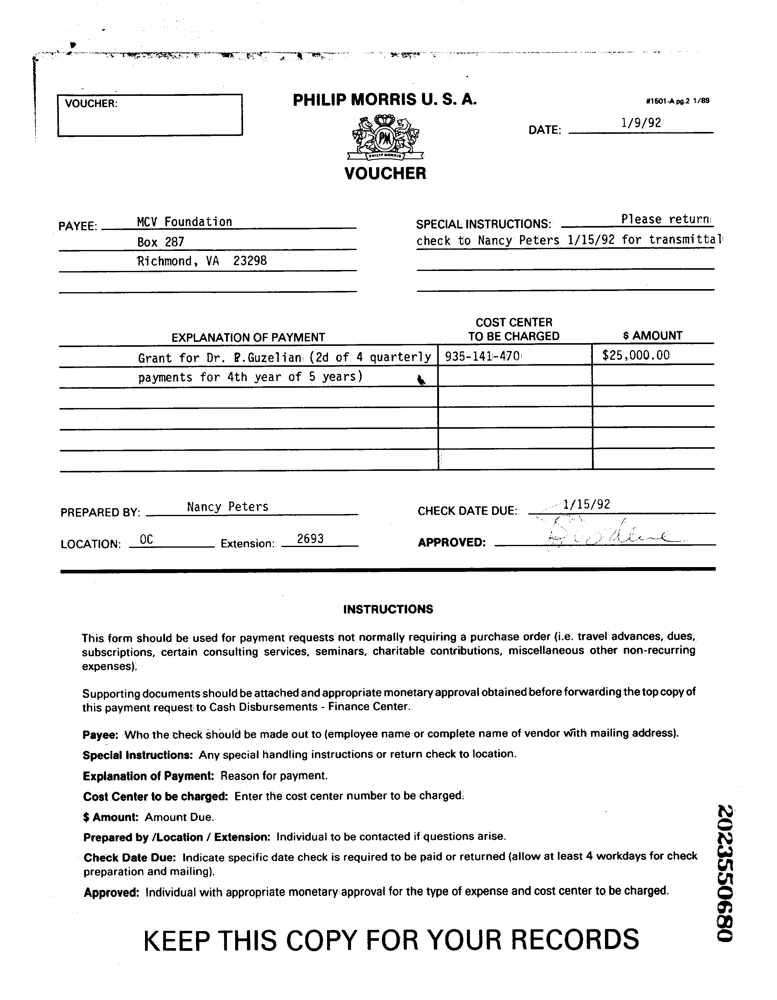 PHILIP MORRIS U. S. A.
#1501-A pg.2 1/89
VOUCHER:
DATE: 1/9/92
PM
PHILIP MORRIS
VOUCHER
PAYEE: MCV Foundation
Box 287
Richmond, VA 23298
SPECIAL INSTRUCTIONS: Please return
check to Nancy Peters 1/15/92 for transmittal
EXPLANATION OF PAYMENT
COST CENTER
TO BE CHARGED
$ AMOUNT
Grant for Dr. P.Guzelian (2d of 4 quarterly 935-141-470 $25,000.00
payments for 4th year of 5 years)
PREPARED BY: Nancy Peters
CHECK DATE DUE: 1/15/92
LOCATION: OC Extension: 2693
APPROVED:
INSTRUCTIONS
This form should be used for payment requests not normally requiring a purchase order (i.e. travel advances, dues,
subscriptions, certain consulting services, seminars, charitable contributions, miscellaneous other non-recurring
expenses).
Supporting documents should be attached and appropriate monetary approval obtained before forwarding the top copy of
this payment request to Cash Disbursements - Finance Center.
Payee: Who the check should be made out to (employee name or complete name of vendor with mailing address).
Special Instructions: Any special handling instructions or return check to location.
Explanation of Payment: Reason for payment.
Cost Center to be charged: Enter the cost center number to be charged.
$ Amount: Amount Due.
Prepared by /Location / Extension: Individual to be contacted if questions arise.
Check Date Due: Indicate specific date check is required to be paid or returned (allow at least 4 workdays for check
preparation and mailing).
Approved: Individual with appropriate monetary approval for the type of expense and cost center to be charged.
KEEP THIS COPY FOR YOUR RECORDS
2023550680